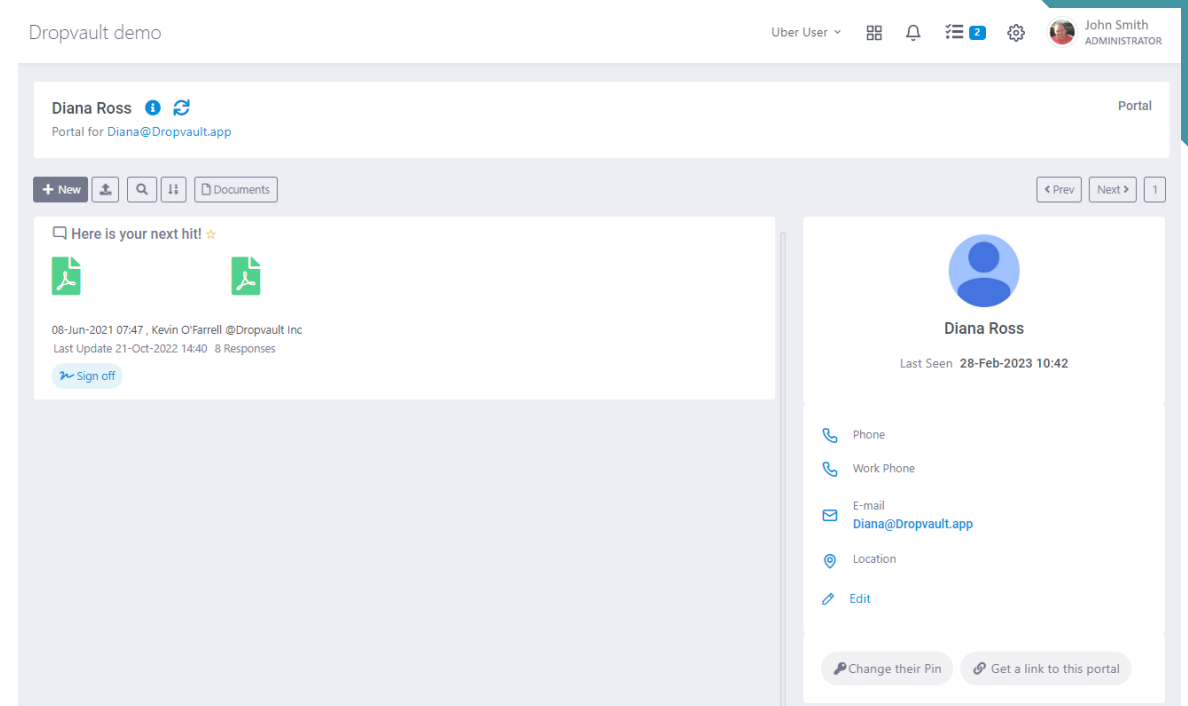 Dropvault demo
Uber User
2
John Smith
ADMINISTRATOR
Diana Ross
Portal
Portal for Diana@Dropvault.app
New
Documents
Prev
Next
1
Here is your next hit!
08-Jun-2021 07:47 , Kevin O'Farrell @Dropvault Inc
Last Update 21-Oct-2022 14:40 8 Responses
Sign off
Diana Ross
Last Seen 28-Feb-2023 10:42
Phone
Work Phone
E-mail
Diana@Dropvault.app
Location
Edit
Change their Pin
Get a link to this portal